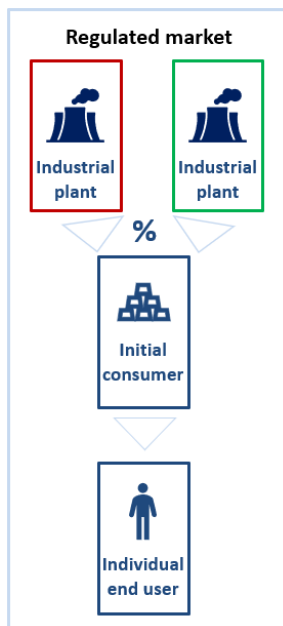 Regulated market
Industrial
plant
Industrial
plant
%
Initial
consumer
Individual
end user